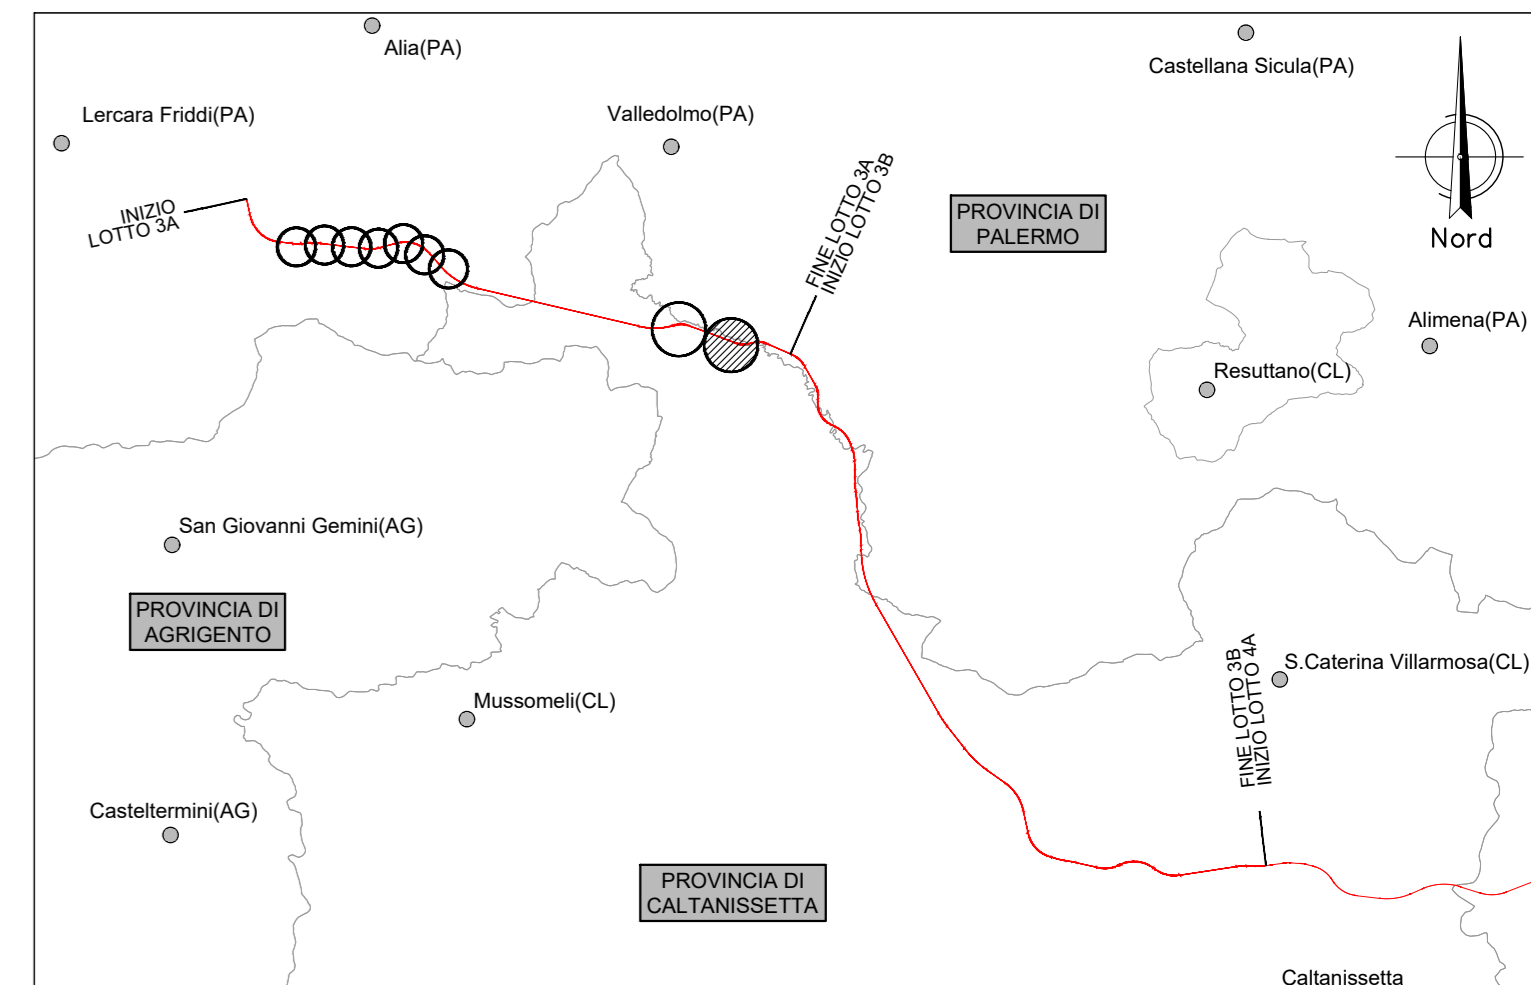 Alia(PA)
Castellana Sicula(PA)
Lercara Friddi(PA)
Valledolmo(PA)
INIZIO
LOTTO 3A
FINE LOTTO 3A
INIZIO LOTTO 3B
PROVINCIA DI
PALERMO
Nord
Alimena(PA)
Resuttano(CL)
San Giovanni Gemini(AG)
PROVINCIA DI
AGRIGENTO
FINE LOTTO 3B
INIZIO LOTTO 4A
S.Caterina Villarmosa(CL)
Mussomeli(CL)
Casteltermini(AG)
PROVINCIA DI
CALTANISSETTA
Caltanissetta